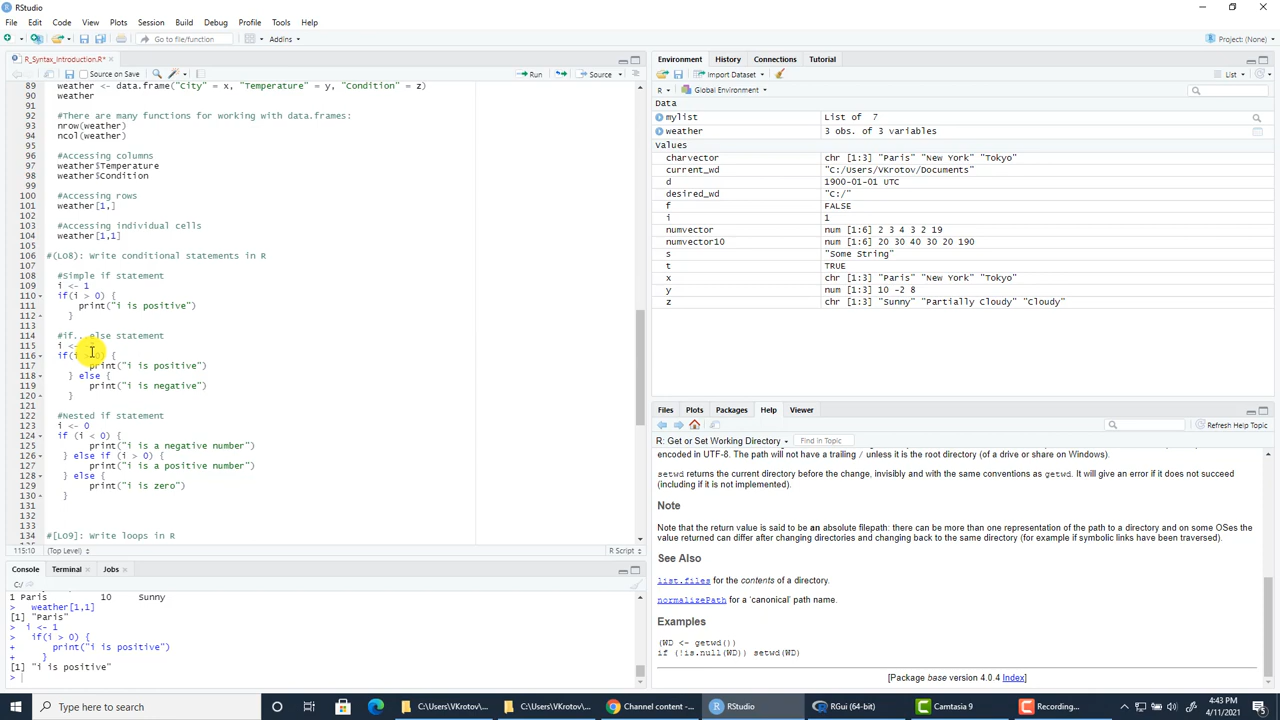 RStudio
File Edit Code View Plots Session Build Debug Profile Tools Help
Go to file/function Addins Project: (None)
R_Syntax_Introduction.R*
Source on Save Run Source
89 weather <- data.frame("City" = x, "Temperature" = y, "Condition" = z)
90 weather
91
92 #There are many functions for working with data.frames:
93 nrow(weather)
94 ncol(weather)
95
96 #Accessing columns
97 weather$Temperature
98 weather$Condition
99
100 #Accessing rows
101 weather[1,]
102
103 #Accessing individual cells
104 weather[1,1]
105
106 #(LO8): Write conditional statements in R
107
108 #Simple if statement
109 i <- 1
110 if(i > 0) {
111 print("i is positive")
112 }
113
114 #if...else statement
115 i <-
116 if(i > 0) {
117 print("i is positive")
118 } else {
119 print("i is negative")
120 }
121
122 #Nested if statement
123 i <- 0
124 if (i < 0) {
125 print("i is a negative number")
126 } else if (i > 0) {
127 print("i is a positive number")
128 } else {
129 print("i is zero")
130 }
131
132
133
134 #[LO9]: Write loops in R
115:10 (Top Level) R Script
Console Terminal Jobs
C:/
1 Paris 10 Sunny
> weather[1,1]
[1] "Paris"
> i <- 1
> if(i > 0) {
+ print("i is positive")
+ }
[1] "i is positive"
>
Environment History Connections Tutorial
Import Dataset List
R Global Environment
Data
mylist List of 7
weather 3 obs. of 3 variables
Values
charvector chr [1:3] "Paris" "New York" "Tokyo"
current_wd "C:/Users/VKrotov/Documents"
d 1900-01-01 UTC
desired_wd "C:/"
f FALSE
i 1
numvector num [1:6] 2 3 4 3 2 19
numvector10 num [1:6] 20 30 40 30 20 190
s "Some String"
t TRUE
x chr [1:3] "Paris" "New York" "Tokyo"
y num [1:3] 10 -2 8
z chr [1:3] "Sunny" "Partially Cloudy" "Cloudy"
Files Plots Packages Help Viewer
Refresh Help Topic
R: Get or Set Working Directory Find in Topic
encoded in UTF-8. The path will not have a trailing / unless it is the root directory (of a drive or share on Windows).
setwd returns the current directory before the change, invisibly and with the same conventions as getwd. It will give an error if it does not succeed
(including if it is not implemented).
Note
Note that the return value is said to be an absolute filepath: there can be more than one representation of the path to a directory and on some OSes the
value returned can differ after changing directories and changing back to the same directory (for example if symbolic links have been traversed).
See Also
list.files for the contents of a directory.
normalizePath for a 'canonical' path name.
Examples
(WD <- getwd())
if (!is.null(WD)) setwd(WD)
[Package base version 4.0.4 Index]
Type here to search
C:\Users\VKrotov\... C:\Users\VKrotov\... Channel content - ... RStudio RGui (64-bit) Camtasia 9 Recording...
4:43 PM
4/11/2021